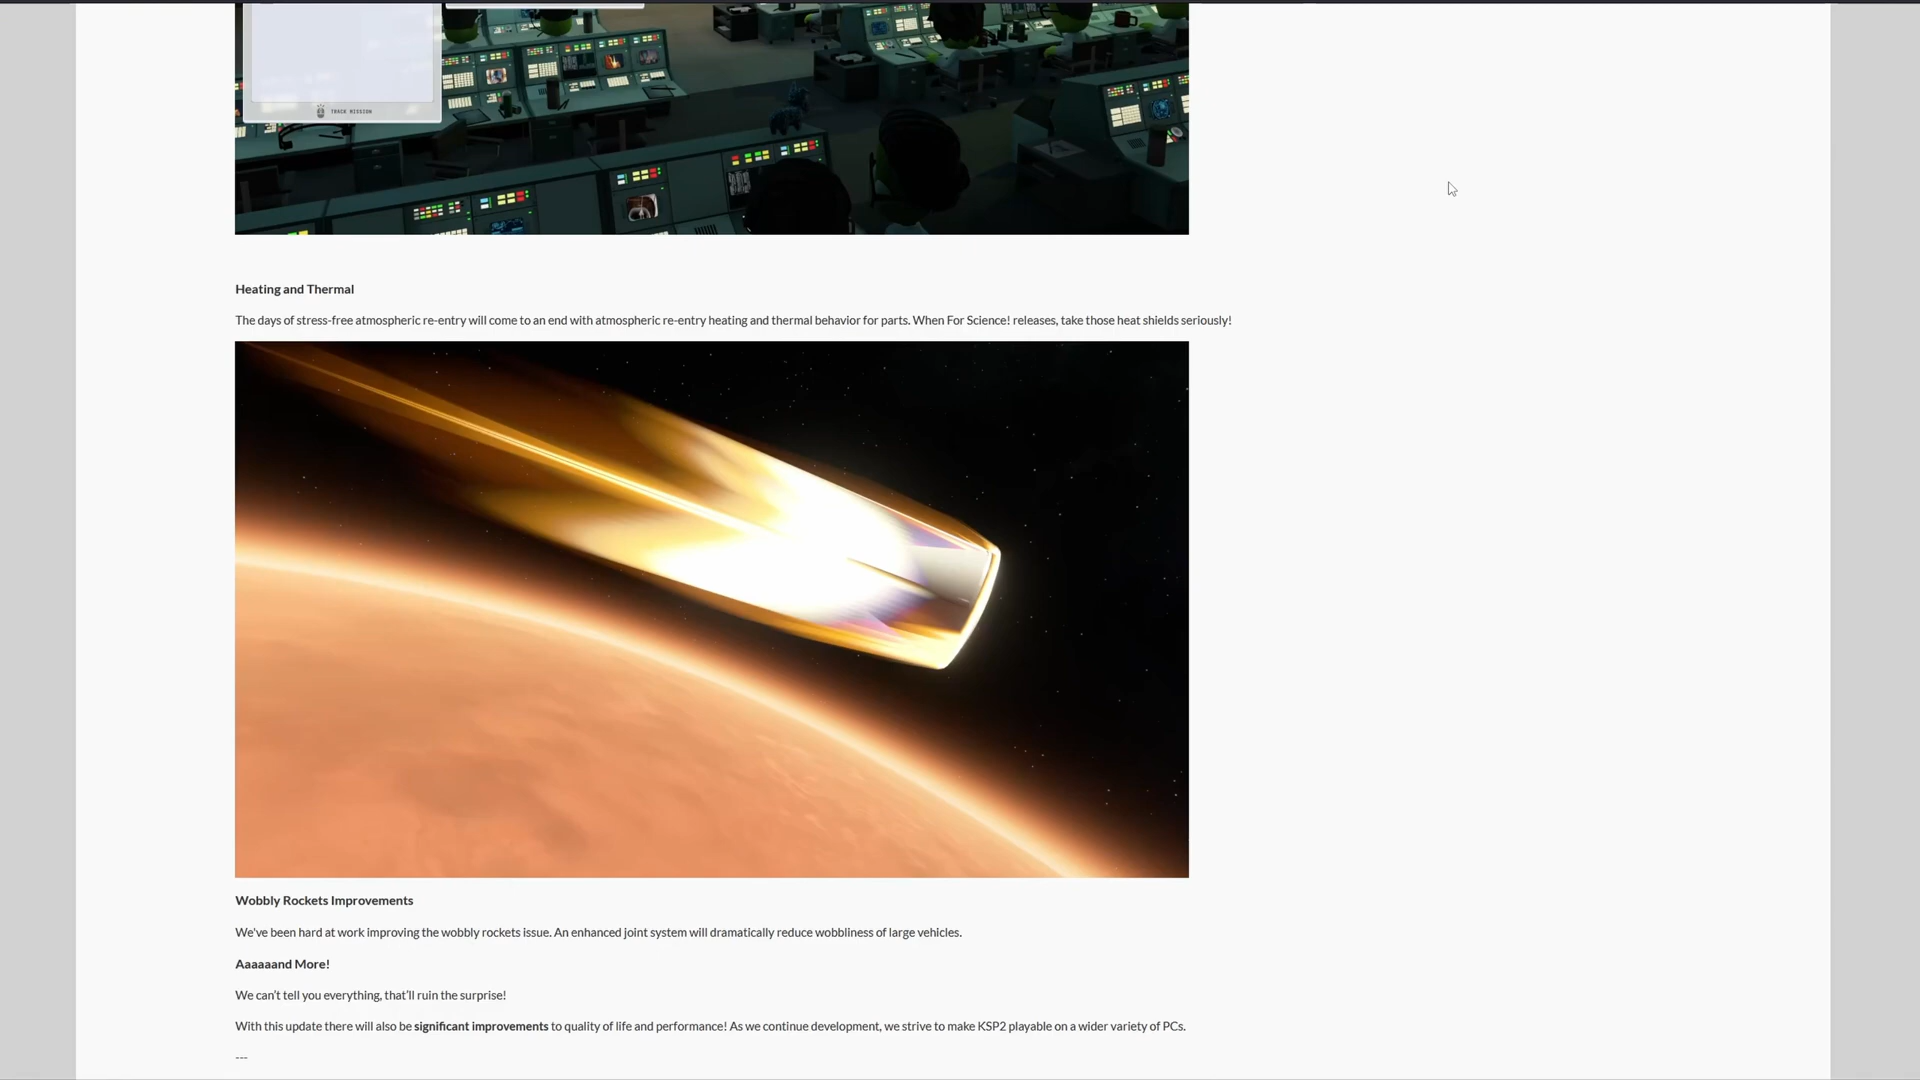 TRACK MISSION
Heating and Thermal
The days of stress-free atmospheric re-entry will come to an end with atmospheric re-entry heating and thermal behavior for parts. When For Science! releases, take those heat shields seriously!
Wobbly Rockets Improvements
We've been hard at work improving the wobbly rockets issue. An enhanced joint system will dramatically reduce wobbliness of large vehicles.
Aaaaaand More!
We can’t tell you everything, that’ll ruin the surprise!
With this update there will also be significant improvements to quality of life and performance! As we continue development, we strive to make KSP2 playable on a wider variety of PCs.
---